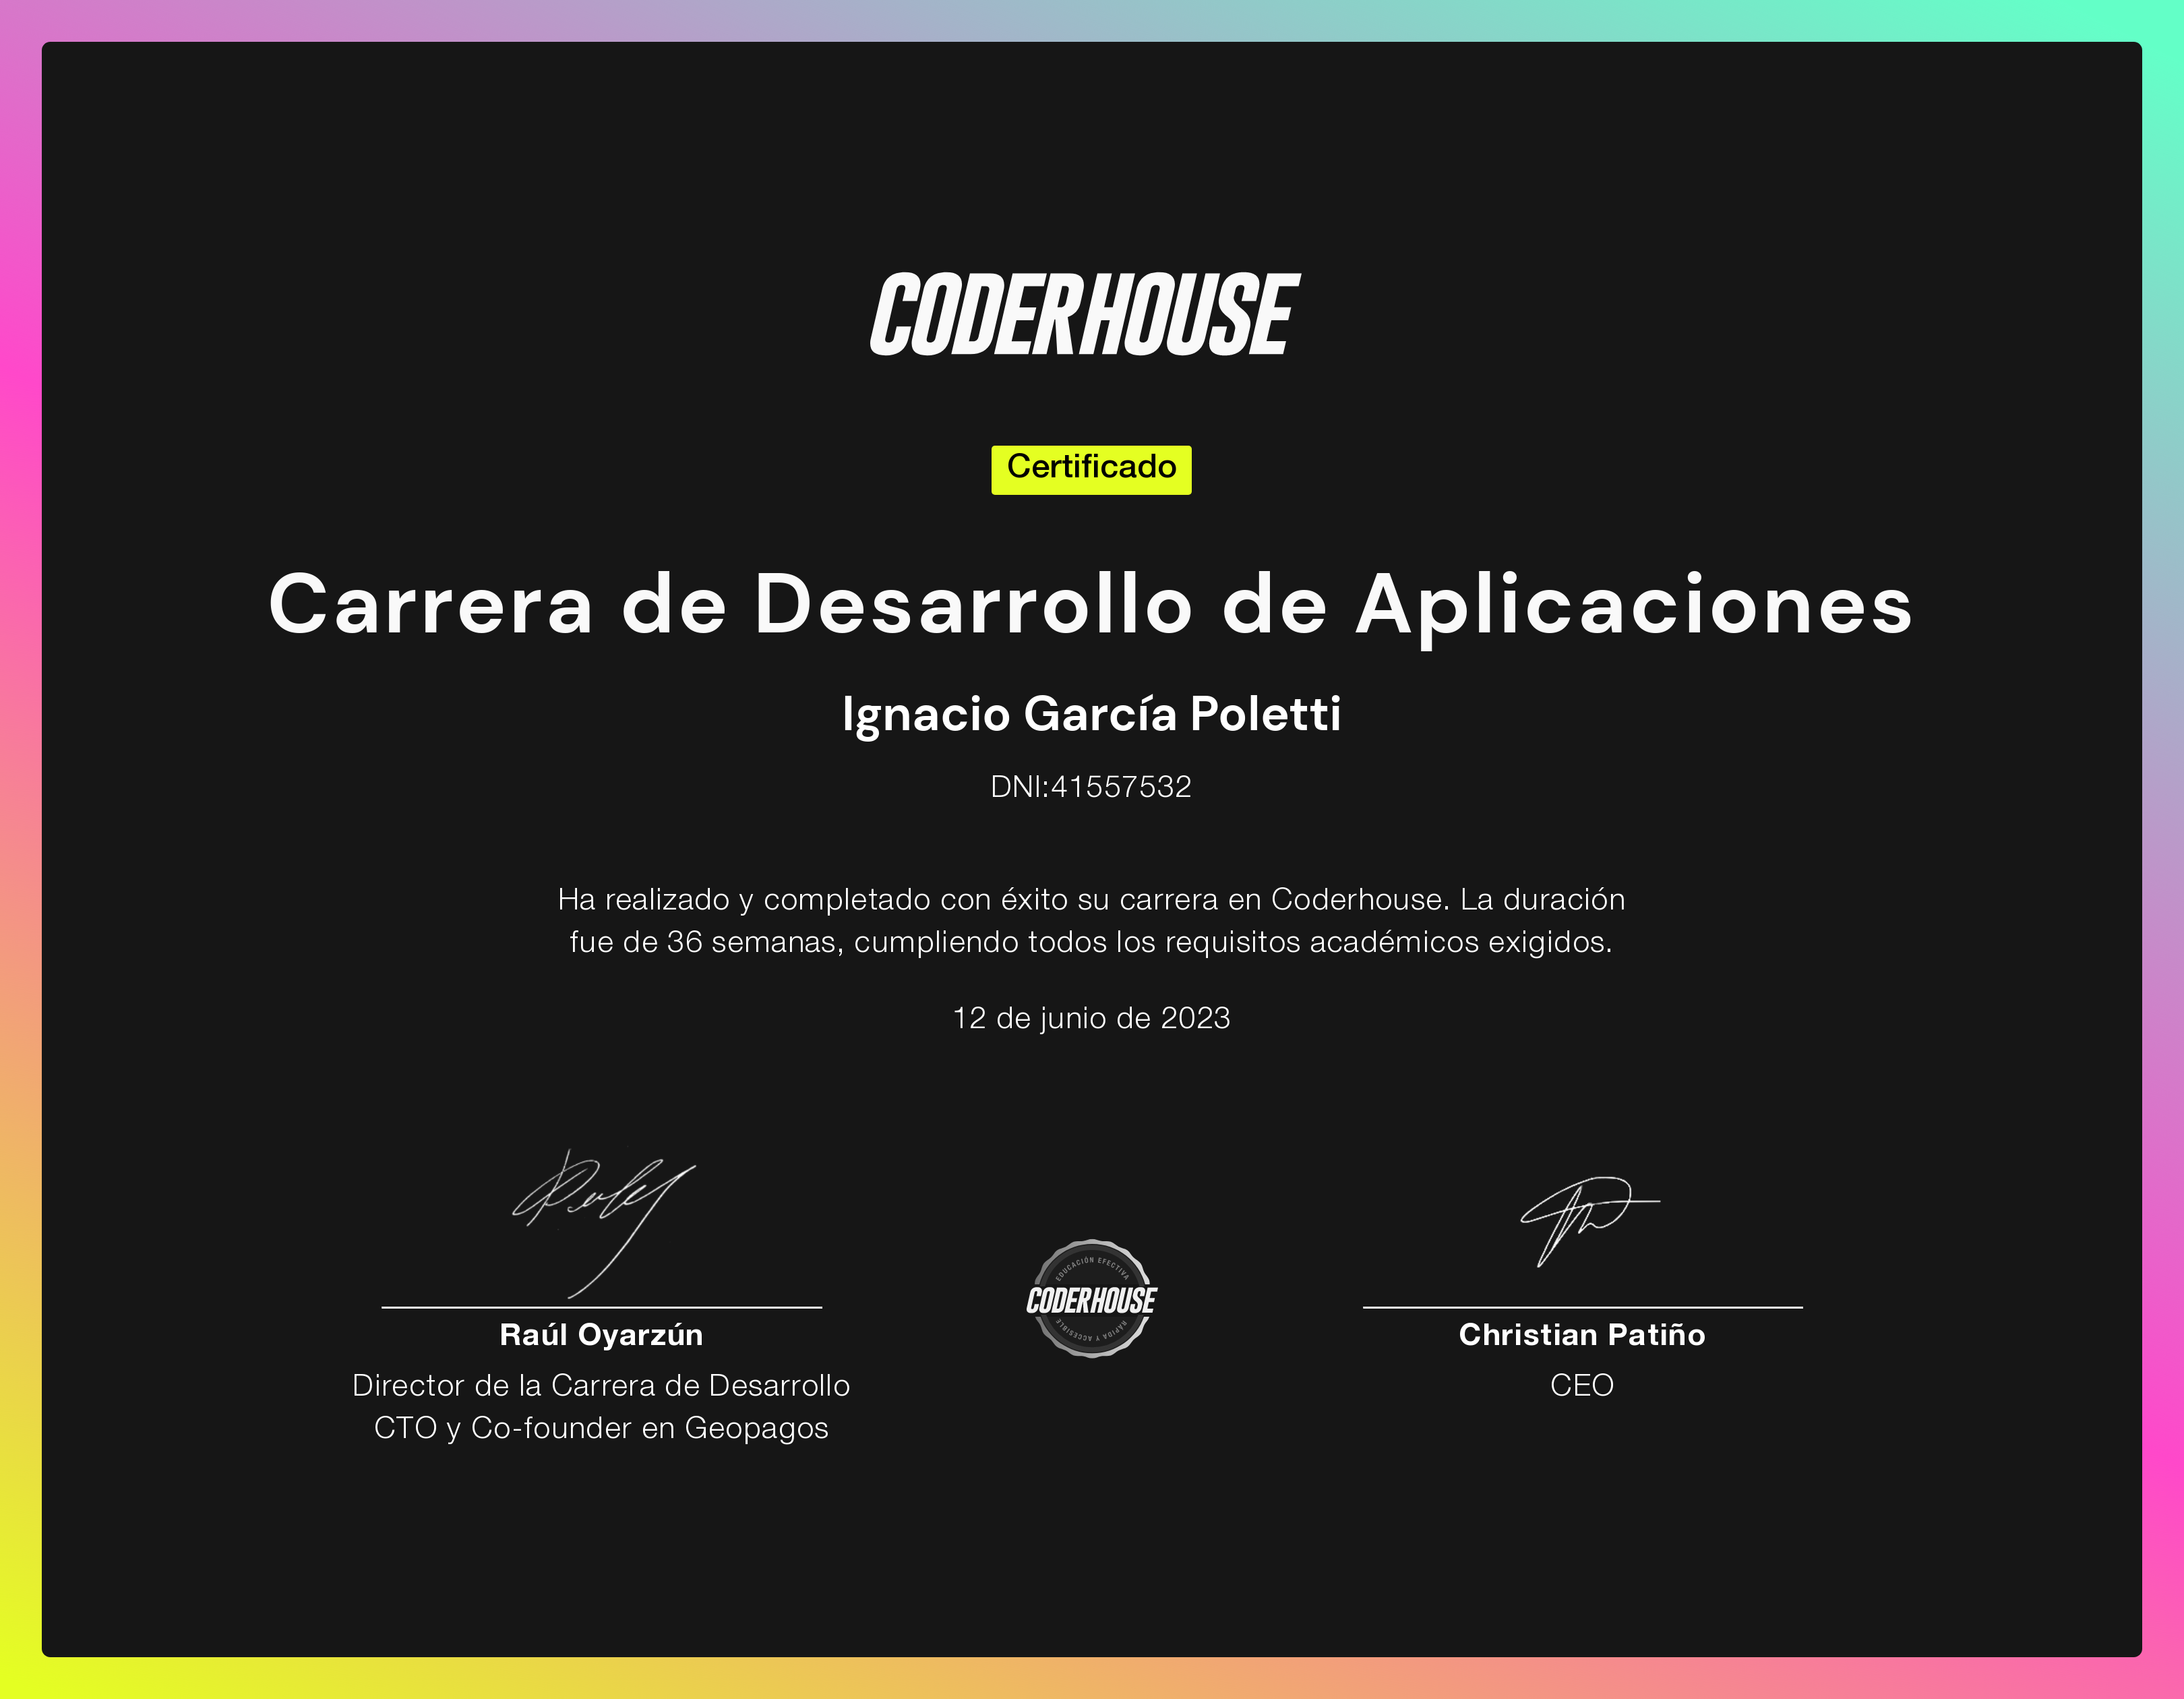 CODERHOUSE
Certificado
Carrera de Desarrollo de Aplicaciones
Ignacio García Poletti
DNI:41557532
Ha realizado y completado con éxito su carrera en Coderhouse. La duración
fue de 36 semanas, cumpliendo todos los requisitos académicos exigidos.
12 de junio de 2023
Raúl Oyarzún
Director de la Carrera de Desarrollo
CTO y Co-founder en Geopagos
EDUCACIÓN EFECTIVA
CODERHOUSE
RÁPIDA Y ACCESIBLE
Christian Patiño
CEO